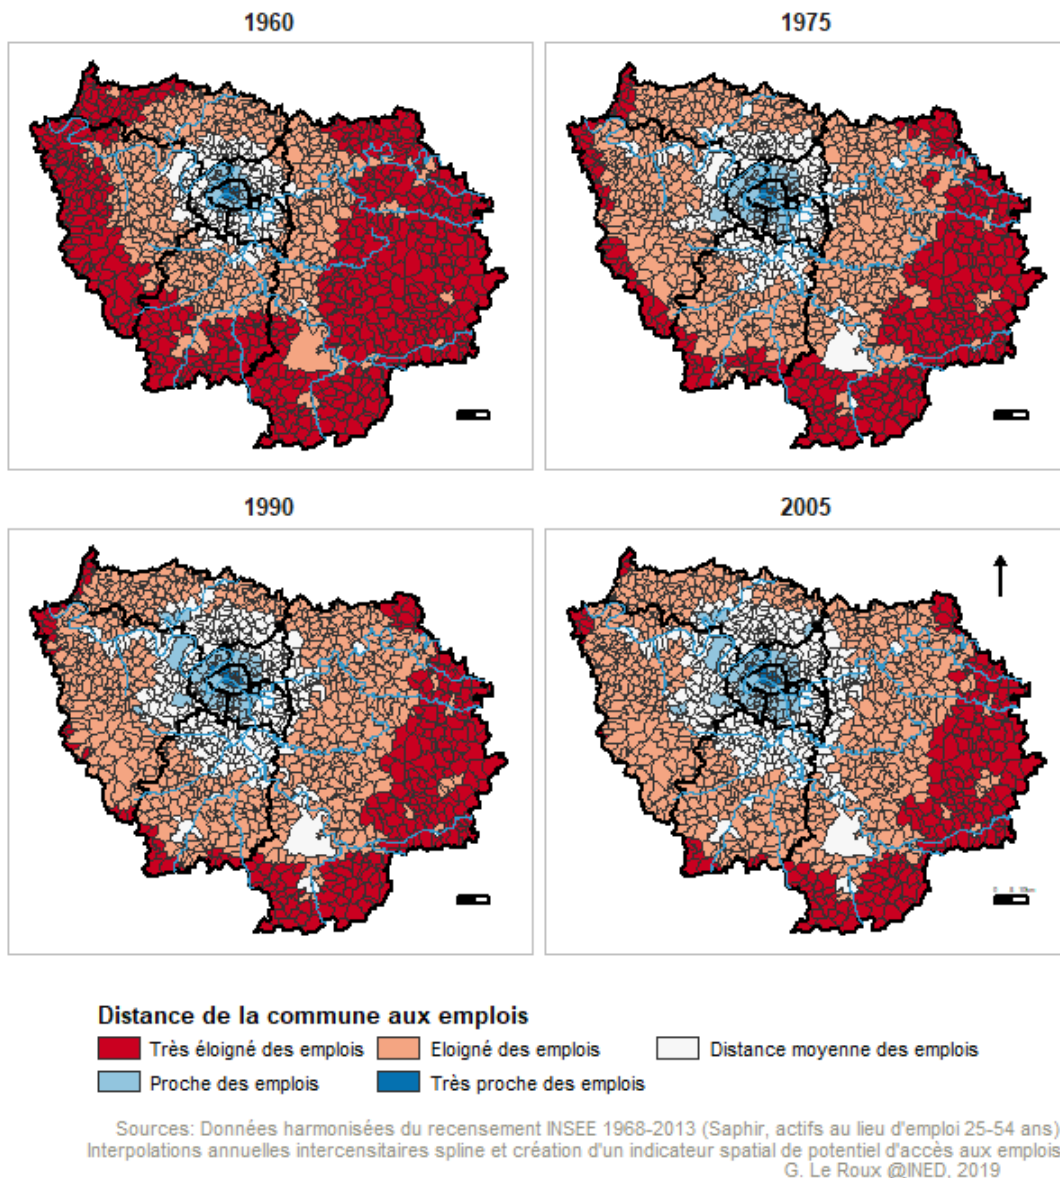 1960
1975
1990
2005
Distance de la commune aux emplois
Très éloigné des emplois
Eloigné des emplois
Distance moyenne des emplois
Proche des emplois
Très proche des emplois
Sources: Données harmonisées du recensement INSEE 1968-2013 (Saphir, actifs au lieu d'emploi 25-54 ans)
Interpolations annuelles intercensitaires spline et création d'un indicateur spatial de potentiel d'accès aux emplois
G. Le Roux @INED, 2019